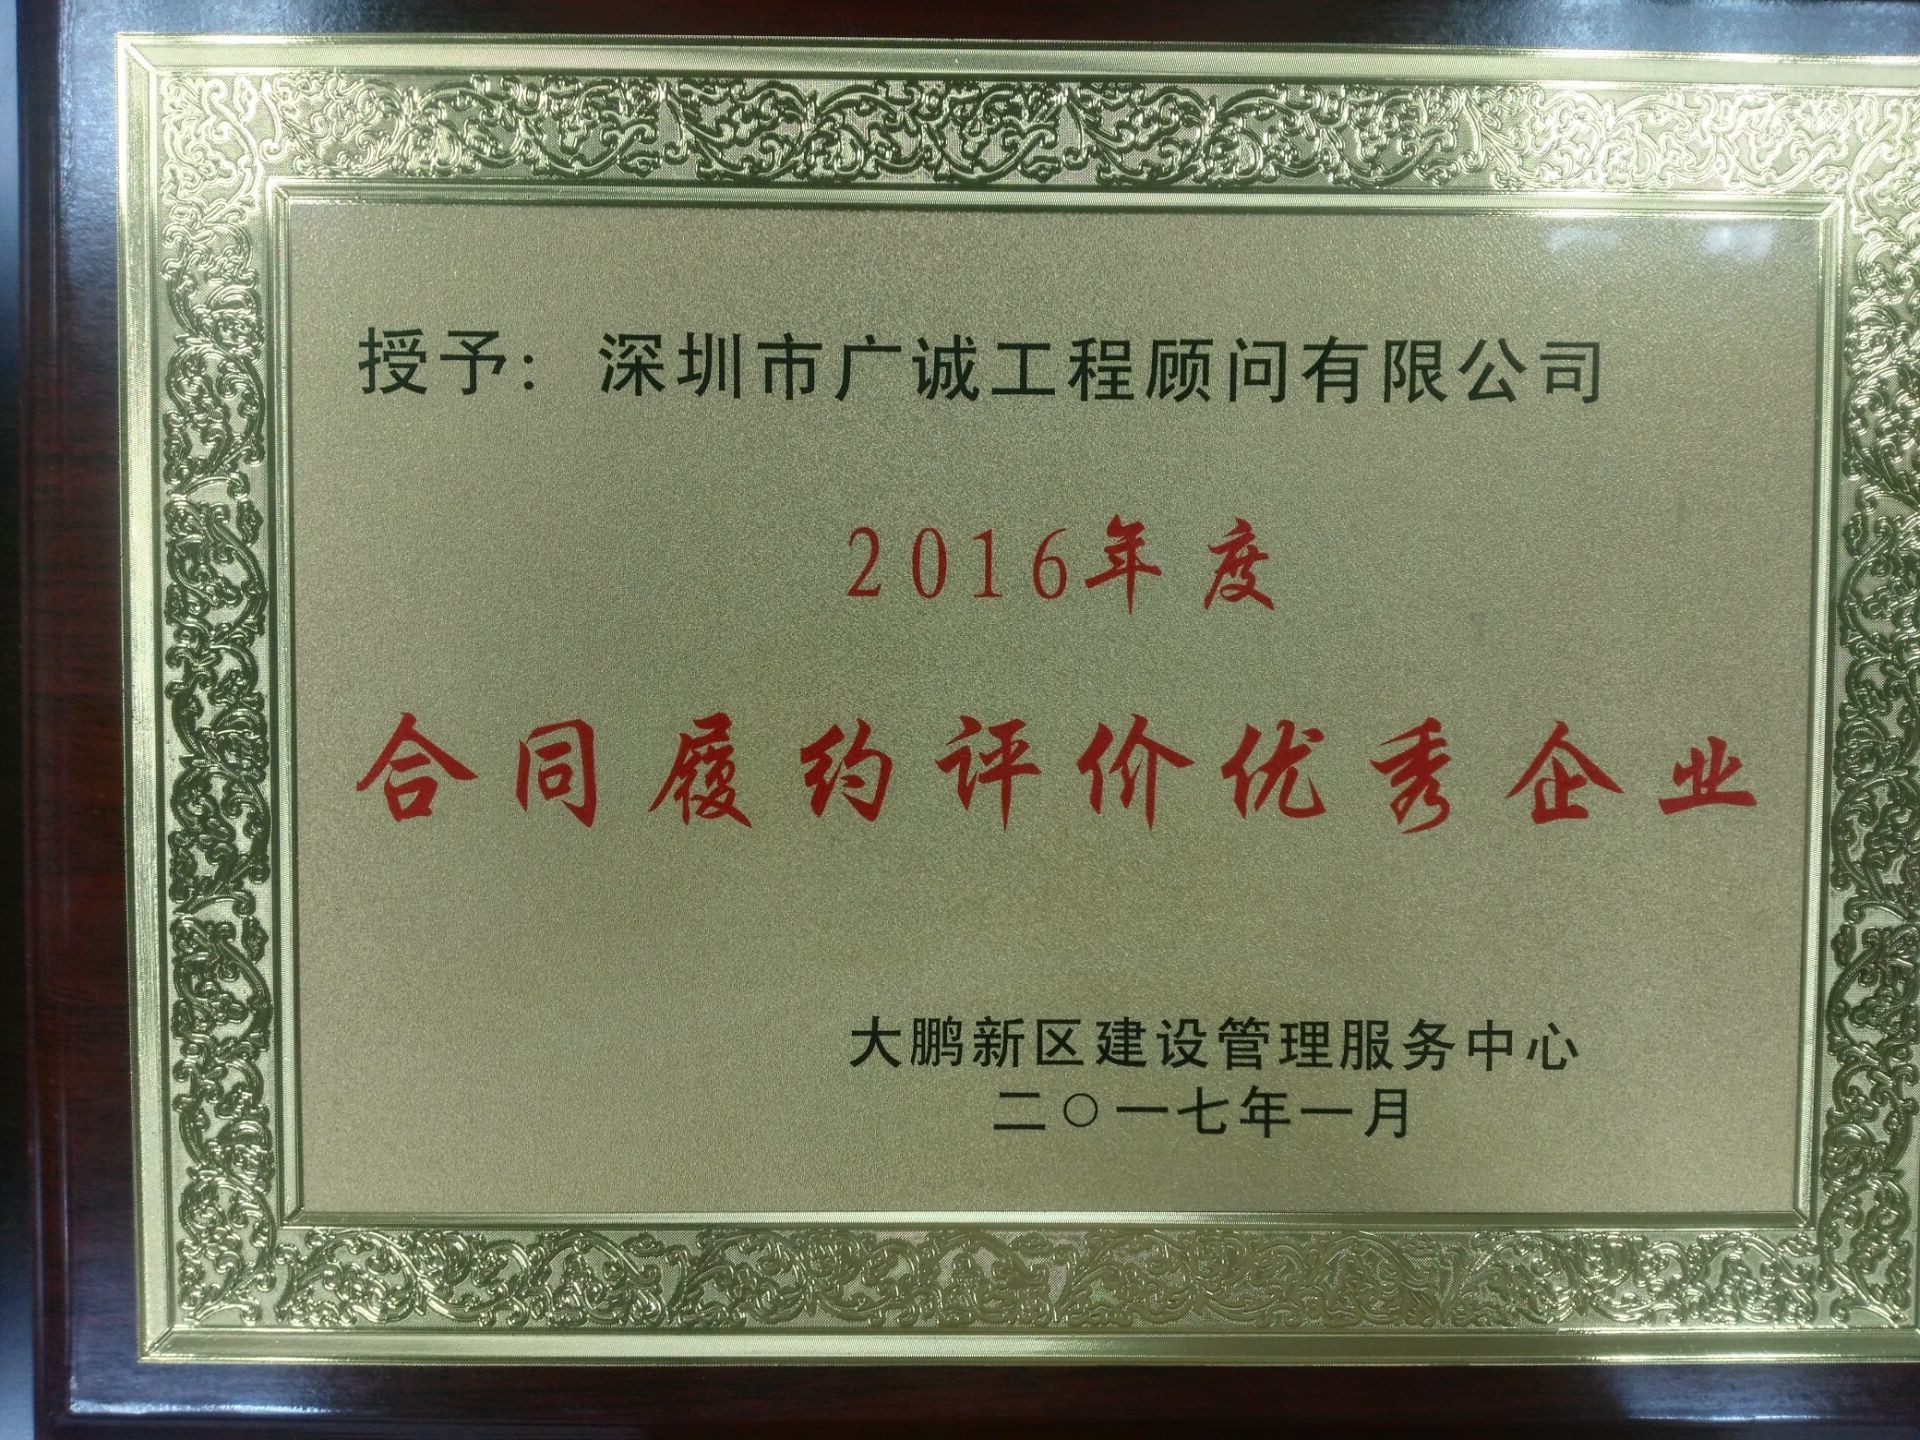 授予：深圳市广诚工程顾问有限公司
2016年度
合同履约评价优秀企业
大鹏新区建设管理服务中心
二〇一七年一月